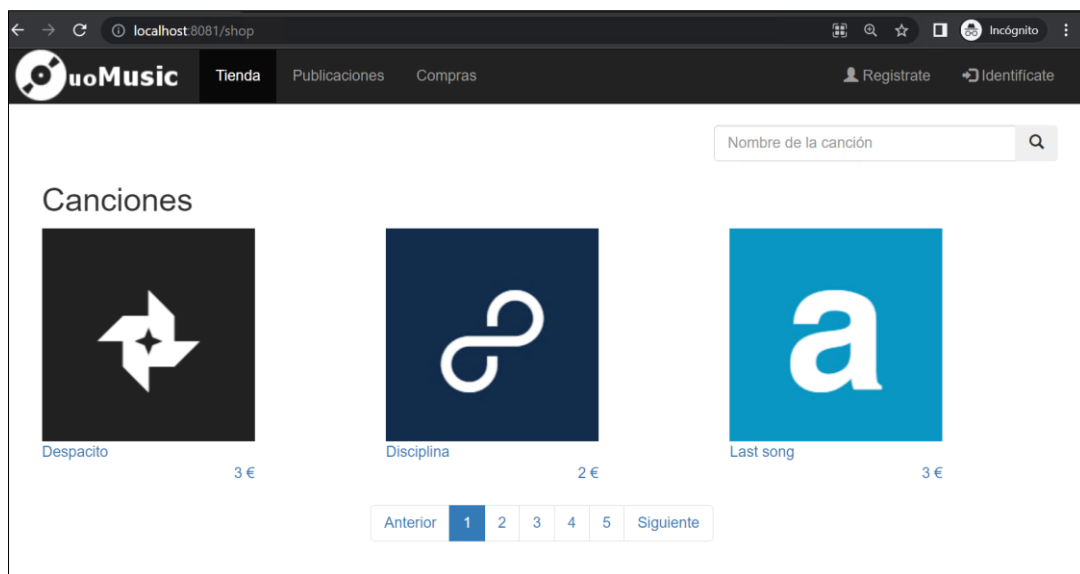 localhost:8081/shop
Incógnito
uoMusic
Tienda
Publicaciones
Compras
Registrate
Identifícate
Nombre de la canción
Canciones
a
Despacito
3 €
Disciplina
2 €
Last song
3 €
Anterior 1 2 3 4 5 Siguiente